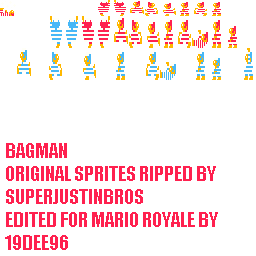 BAGMAN
ORIGINAL SPRITES RIPPED BY
SUPERJUSTINBROS
EDITED FOR MARIO ROYALE BY
19DEE96